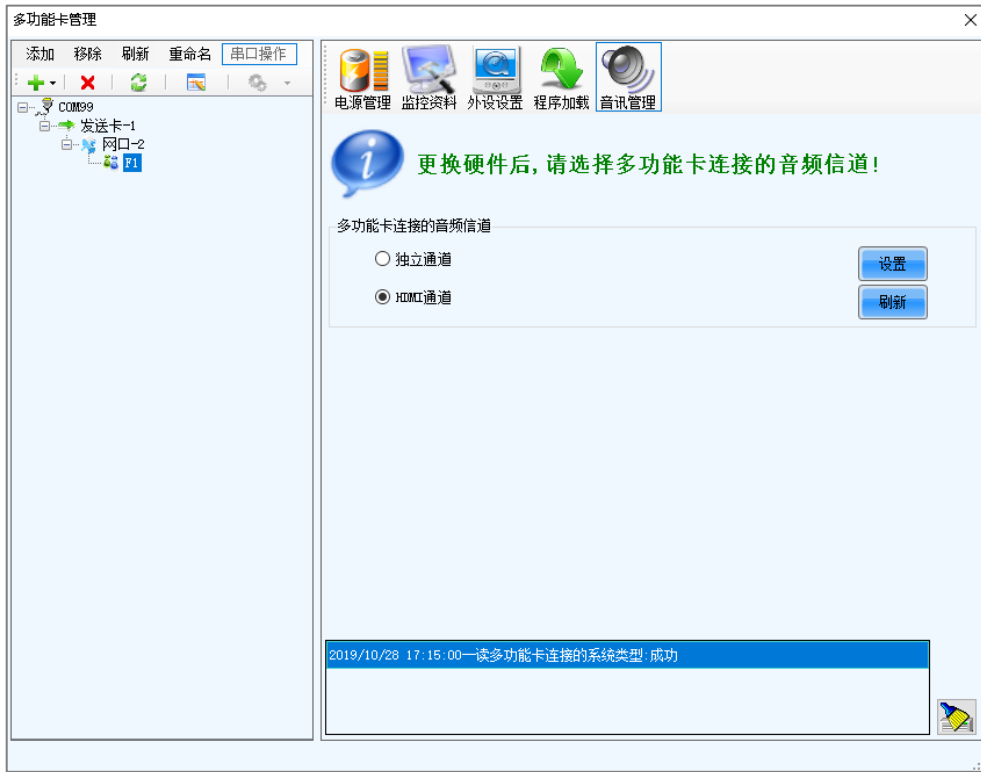 多功能卡管理
添加 移除 刷新 重命名 串口操作
COM99
发送卡-1
网口-2
F1
电源管理 监控资料 外设设置 程序加载 音讯管理
更换硬件后,请选择多功能卡连接的音频信道!
多功能卡连接的音频信道
独立通道
设置
HDMI通道
刷新
2019/10/28 17:15:00—读多功能卡连接的系统类型:成功